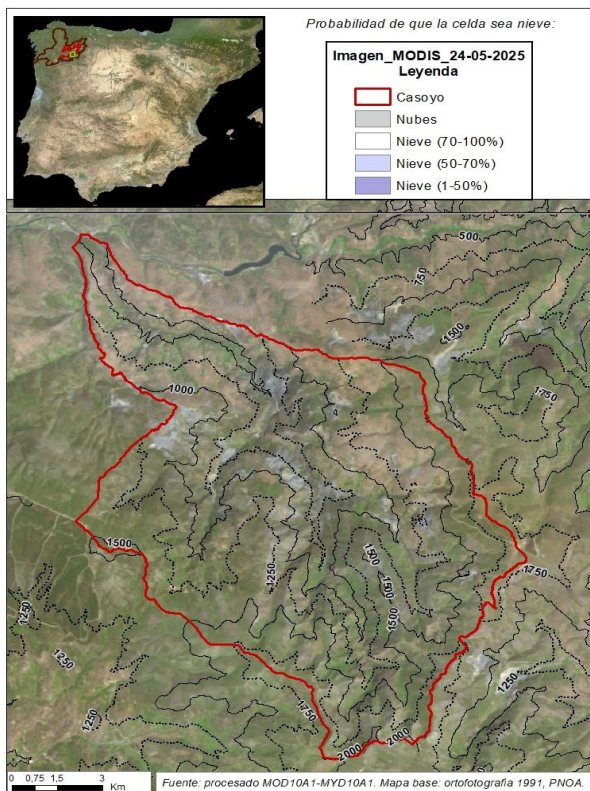 Probabilidad de que la celda sea nieve:
Imagen_MODIS_24-05-2025
Leyenda
Casoyo
Nubes
Nieve (70-100%)
Nieve (50-70%)
Nieve (1-50%)
500
750
1500
1750
1000
1500
1250
1500
1500
1750
1250
1250
1250
1250
1750
2000
2000
0 0,75 1,5 3
Km
Fuente: procesado MOD10A1-MYD10A1. Mapa base: ortofotografía 1991, PNOA.